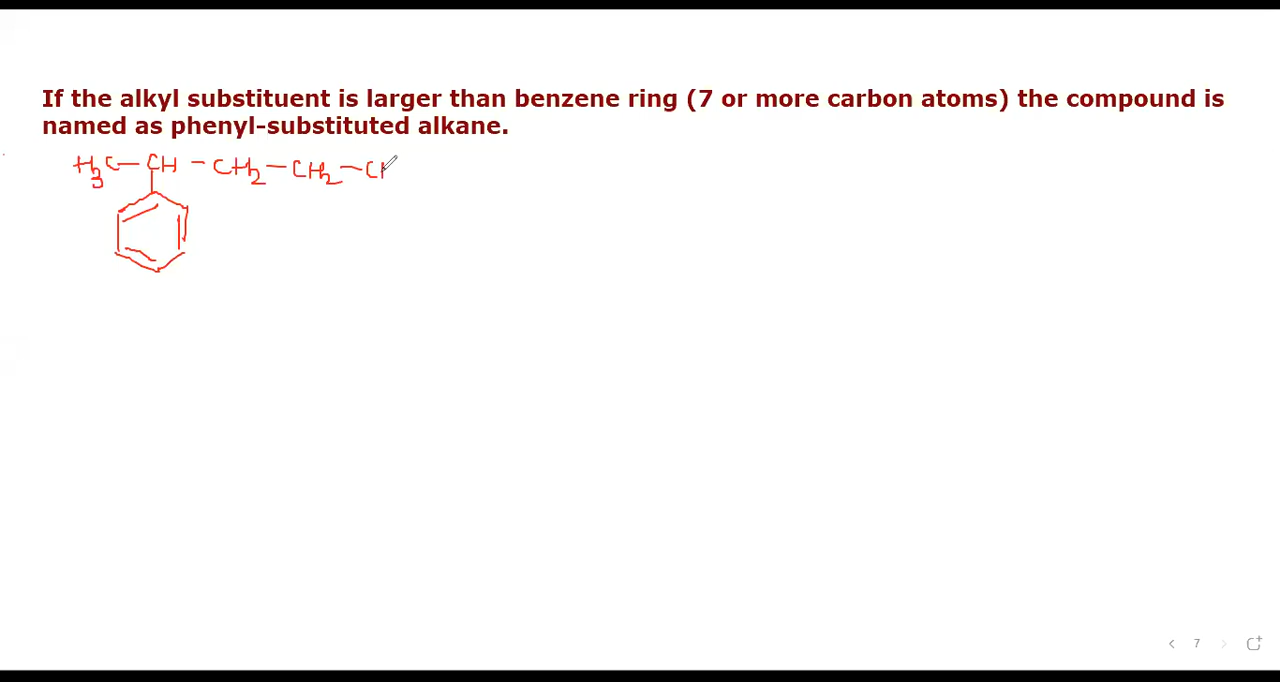 If the alkyl substituent is larger than benzene ring (7 or more carbon atoms) the compound is
named as phenyl-substituted alkane.
H3C-CH-CH2-CH2-CH
7